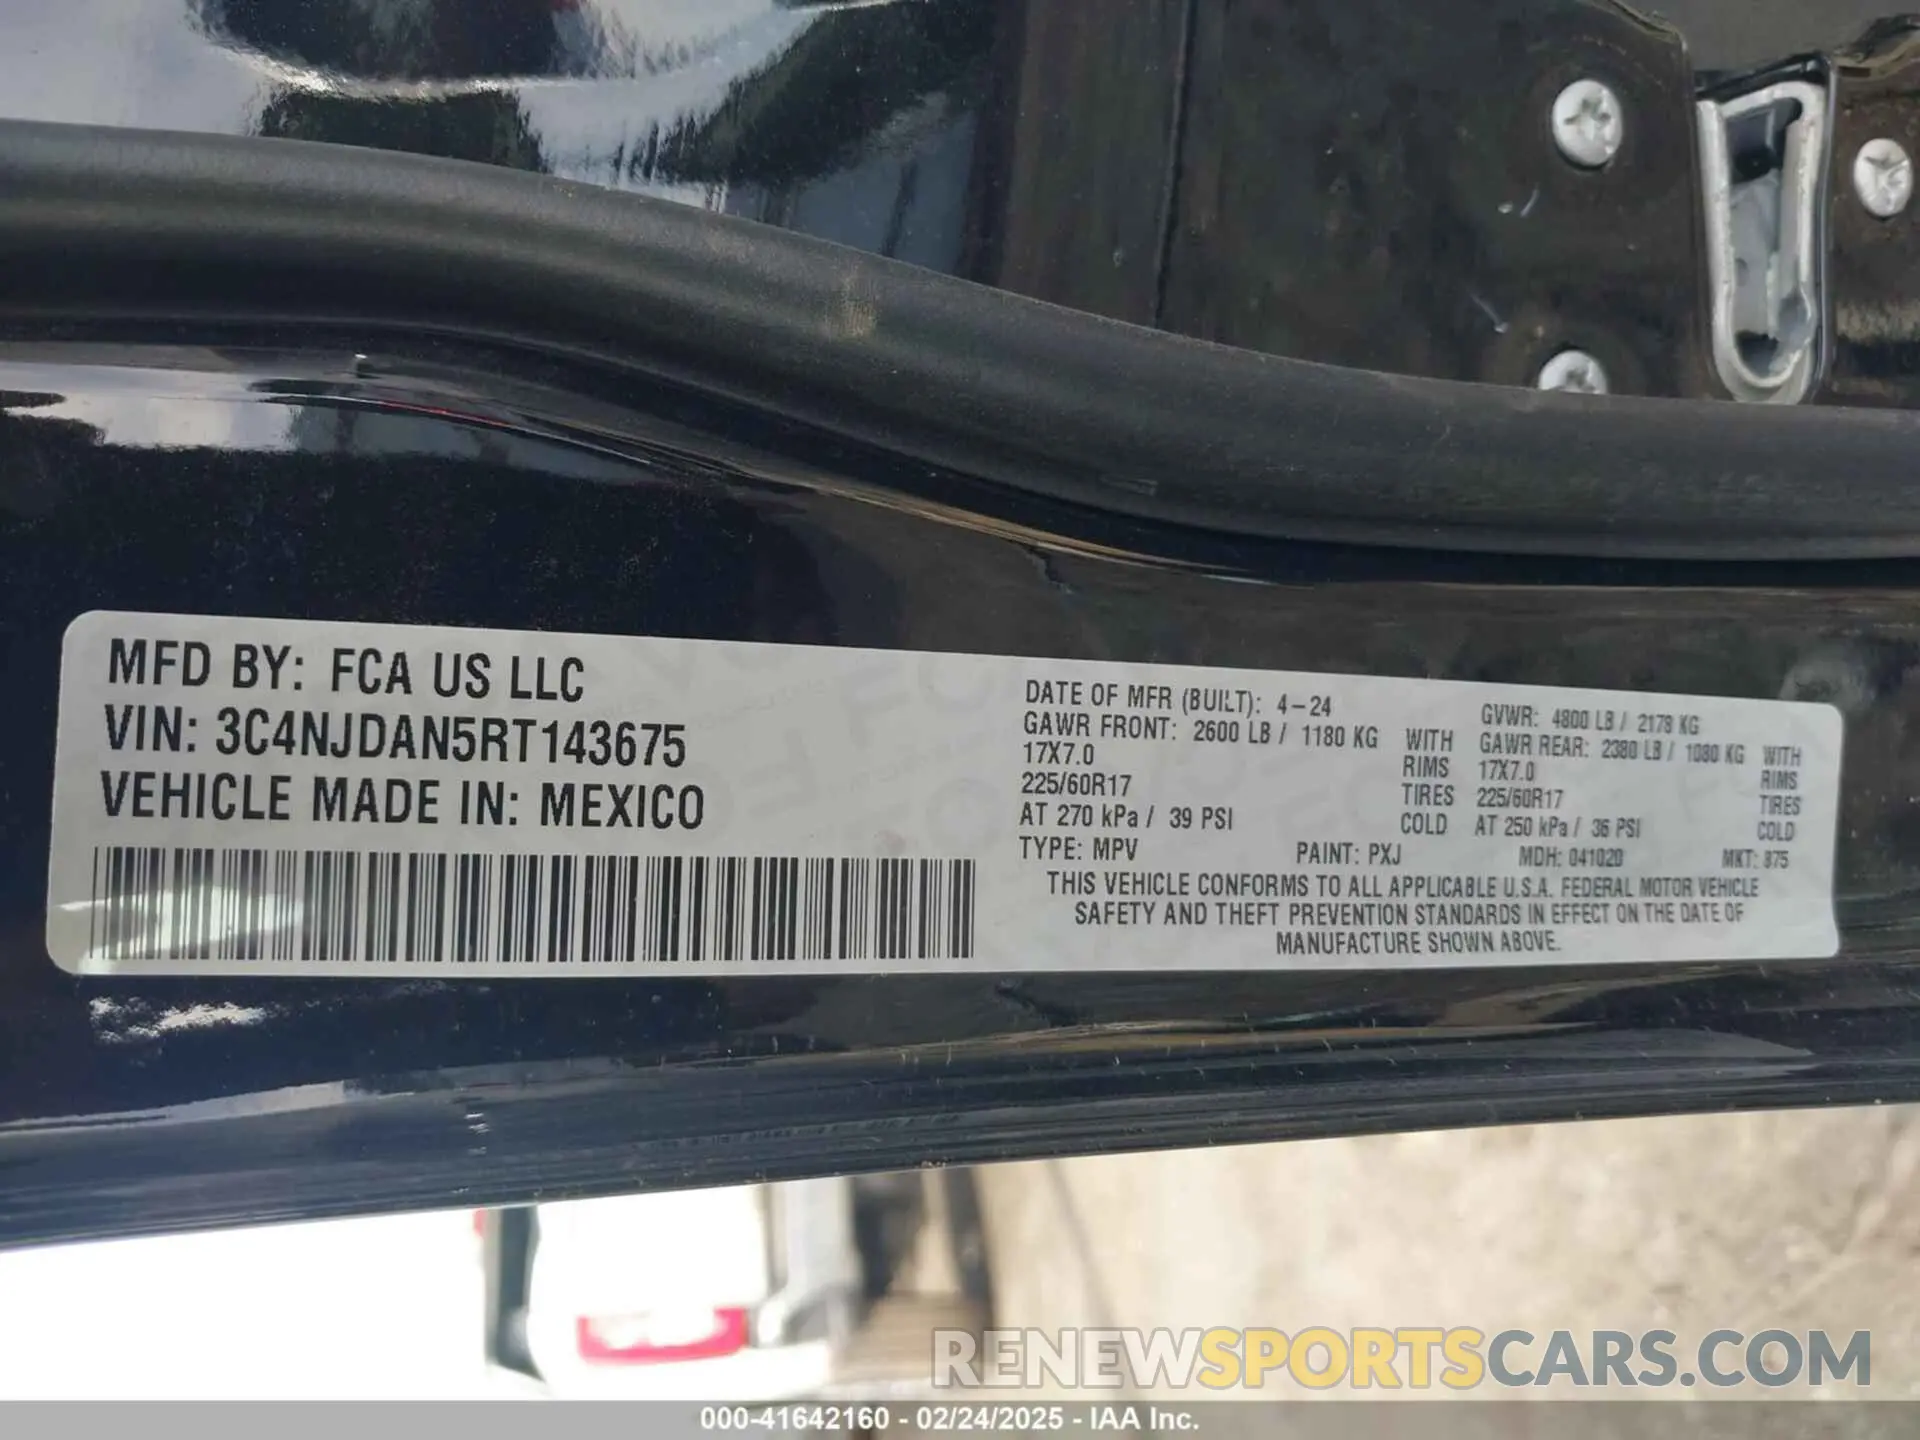 MFD BY: FCA US LLC
VIN: 3C4NJDAN5RT143675
VEHICLE MADE IN: MEXICO
DATE OF MFR (BUILT): 4-24
GVWR: 4800 LB / 2178 KG
GAWR FRONT: 2600 LB / 1180 KG WITH
17X7.0 RIMS
225/60R17 TIRES
AT 270 kPa / 39 PSI COLD
GAWR REAR: 2380 LB / 1080 KG WITH
17X7.0 RIMS
225/60R17 TIRES
AT 250 kPa / 36 PSI COLD
TYPE: MPV PAINT: PXJ MDH: 041020 MKT: 875
THIS VEHICLE CONFORMS TO ALL APPLICABLE U.S.A. FEDERAL MOTOR VEHICLE
SAFETY AND THEFT PREVENTION STANDARDS IN EFFECT ON THE DATE OF
MANUFACTURE SHOWN ABOVE.
RENEWSPORTSCARS.COM
000-41642160 - 02/24/2025 - IAA Inc.